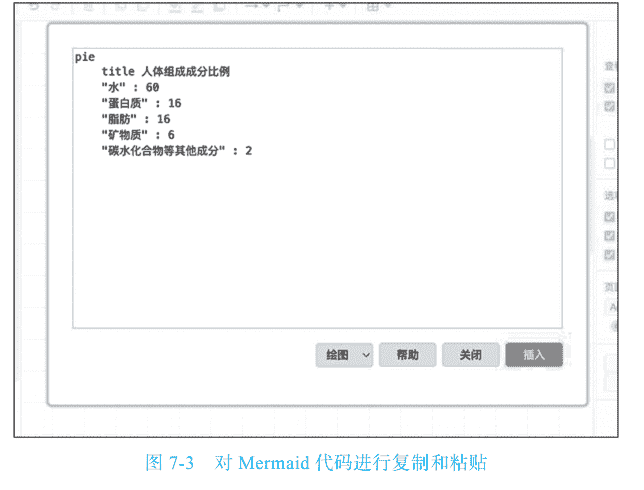 pie
title 人体组成成分比例
"水" : 60
"蛋白质" : 16
"脂肪" : 16
"矿物质" : 6
"碳水化合物等其他成分" : 2
绘图
帮助
关闭
插入
图 7-3 对 Mermaid 代码进行复制和粘贴